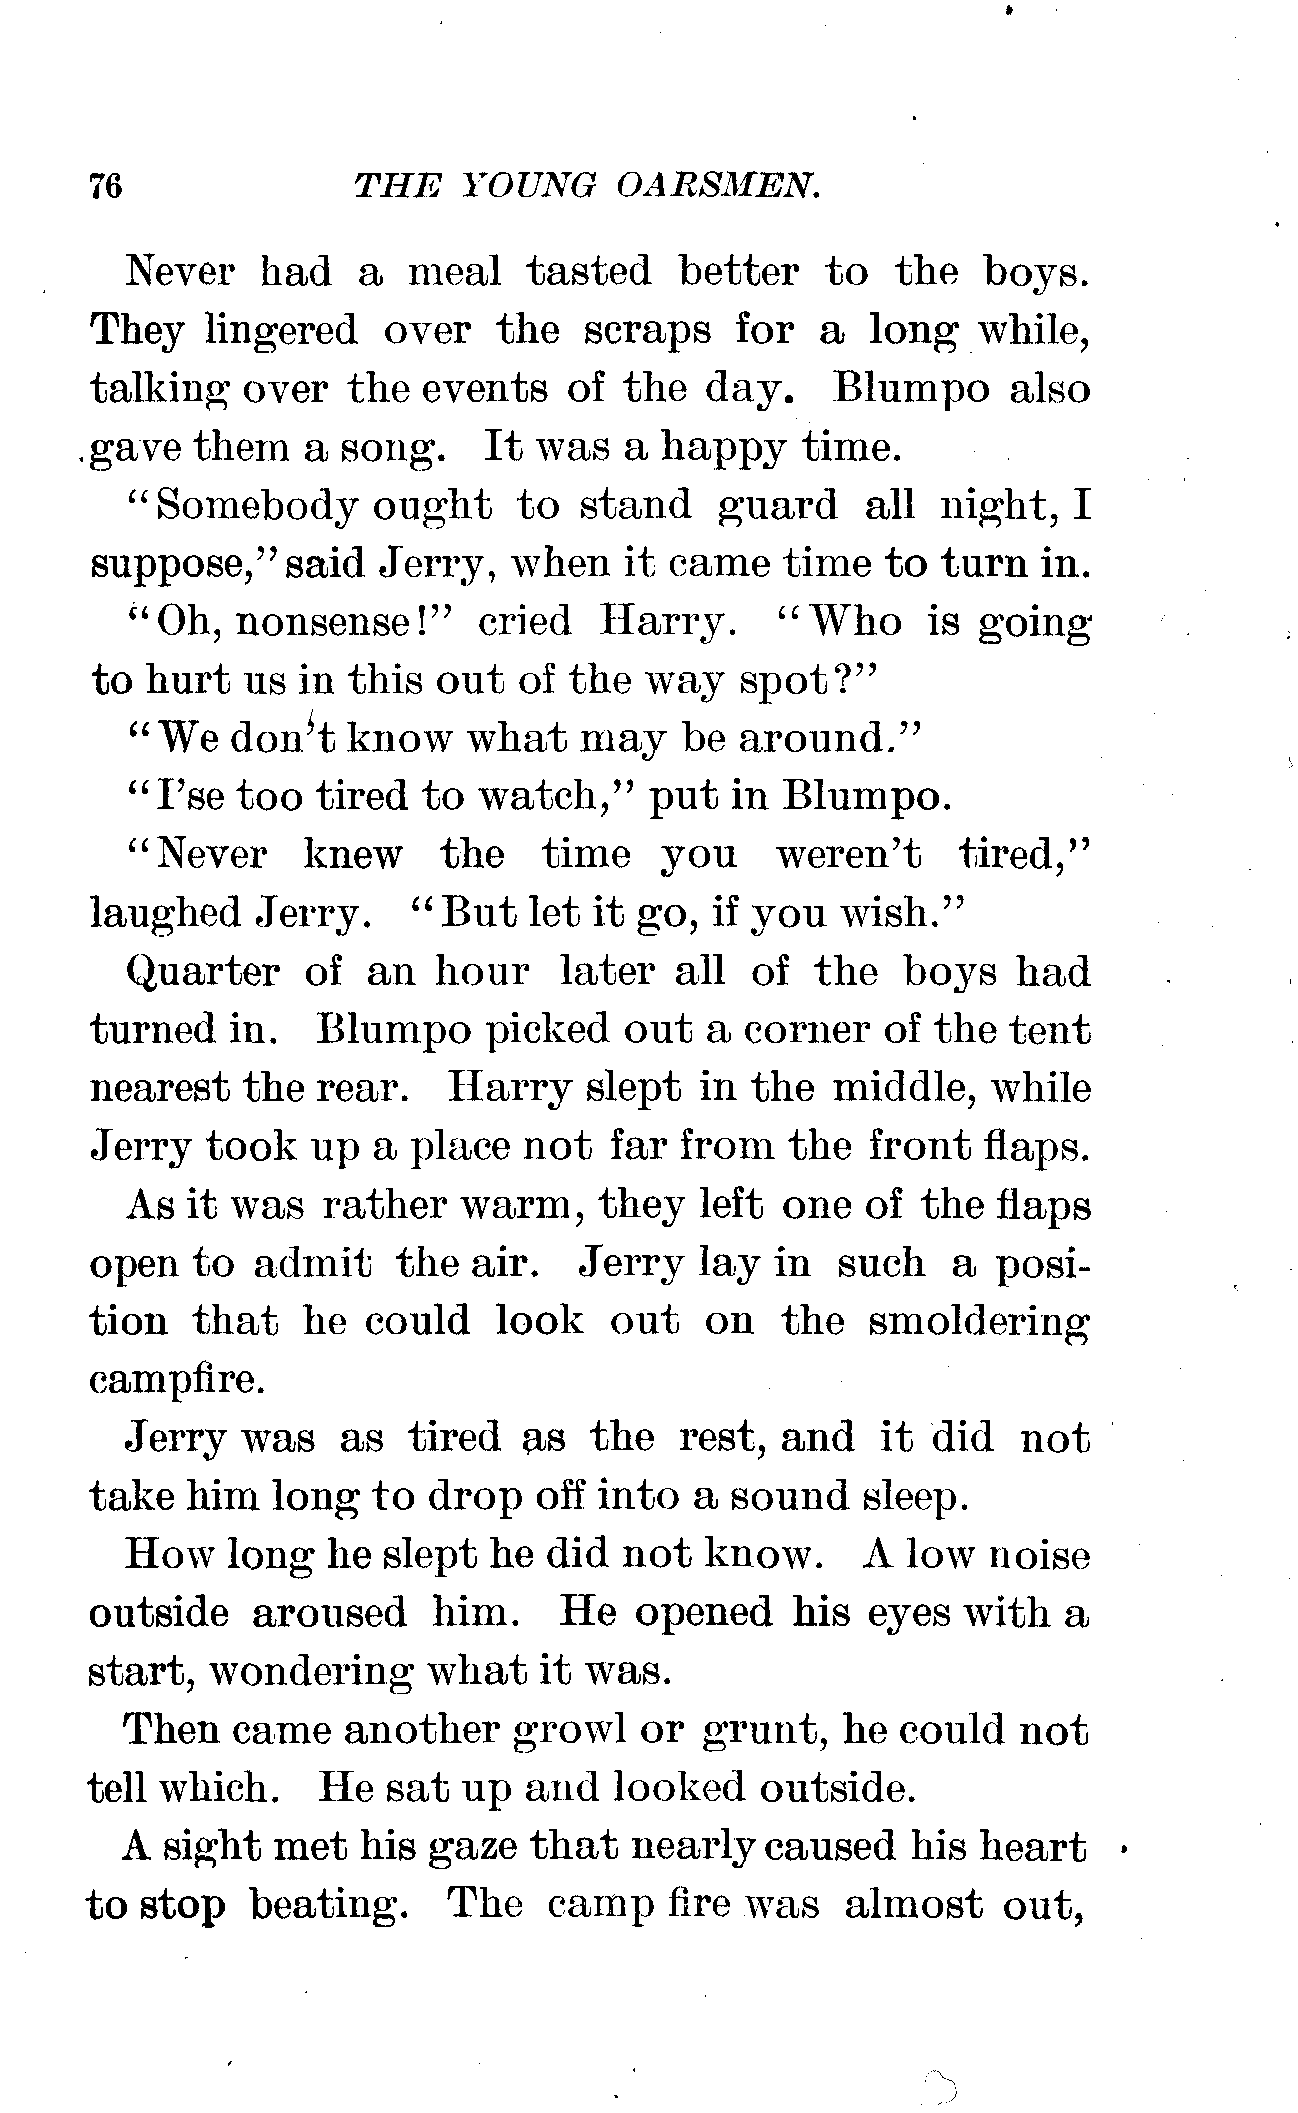 76 THE YOUNG OARSMEN.
Never had a meal tasted better to the boys.
They lingered over the scraps for a long while,
talking over the events of the day. Blumpo also
gave them a song. It was a happy time.
"Somebody ought to stand guard all night, I
suppose," said Jerry, when it came time to turn in.
"Oh, nonsense!" cried Harry. "Who is going
to hurt us in this out of the way spot?"
"We don't know what may be around."
"I'se too tired to watch," put in Blumpo.
"Never knew the time you weren't tired,"
laughed Jerry. "But let it go, if you wish."
Quarter of an hour later all of the boys had
turned in. Blumpo picked out a corner of the tent
nearest the rear. Harry slept in the middle, while
Jerry took up a place not far from the front flaps.
As it was rather warm, they left one of the flaps
open to admit the air. Jerry lay in such a posi-
tion that he could look out on the smoldering
campfire.
Jerry was as tired as the rest, and it did not
take him long to drop off into a sound sleep.
How long he slept he did not know. A low noise
outside aroused him. He opened his eyes with a
start, wondering what it was.
Then came another growl or grunt, he could not
tell which. He sat up and looked outside.
A sight met his gaze that nearly caused his heart
to stop beating. The camp fire was almost out,